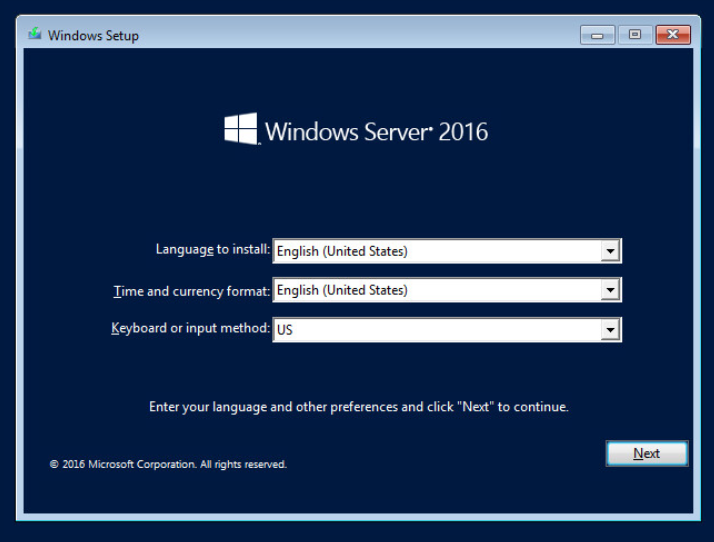 Windows Setup
Windows Server 2016
Language to install: English (United States)
Time and currency format: English (United States)
Keyboard or input method: US
Enter your language and other preferences and click "Next" to continue.
© 2016 Microsoft Corporation. All rights reserved.
Next